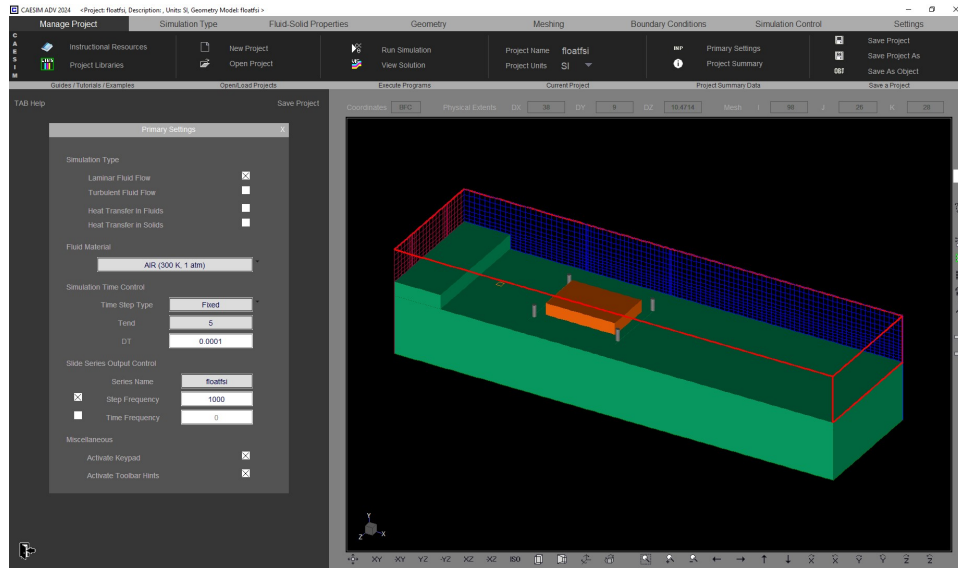 CAESIM ADV 2024 <Project: floatfsi, Description: , Units: SI, Geometry Model: floatfsi >
Manage Project Simulation Type Fluid-Solid Properties Geometry Meshing Boundary Conditions Simulation Control Settings
CAESIM
Instructional Resources New Project Run Simulation Project Name floatfsi Primary Settings Save Project
Project Libraries Open Project View Solution Project Units SI Project Summary Save Project As
Save As Object
INP
OBJ
Guides / Tutorials / Examples Open/Load Projects Execute Programs Current Project Project Summary Data Save a Project
TAB Help Save Project
Coordinates BFC Physical Extents DX 38 DY 9 DZ 10.4714 Mesh I 98 J 26 K 28
Primary Settings X
Simulation Type
Laminar Fluid Flow
Turbulent Fluid Flow
Heat Transfer In Fluids
Heat Transfer in Solids
Fluid Material
AIR (300 K, 1 atm)
Simulation Time Control
Time Step Type Fixed
Tend 5
DT 0.0001
Slide Series Output Control
Series Name floatfsi
Step Frequency 1000
Time Frequency 0
Miscellaneous
Activate Keypad
Activate Toolbar Hints
Y
Z X
XY -XY YZ -YZ XZ -XZ ISO